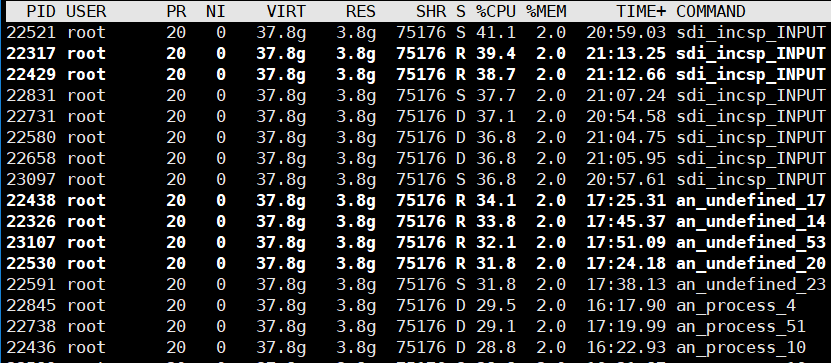 PID USER PR NI VIRT RES SHR S %CPU %MEM TIME+ COMMAND
22521 root 20 0 37.8g 3.8g 75176 S 41.1 2.0 20:59.03 sdi_incsp_INPUT
22317 root 20 0 37.8g 3.8g 75176 R 39.4 2.0 21:13.25 sdi_incsp_INPUT
22429 root 20 0 37.8g 3.8g 75176 R 38.7 2.0 21:12.66 sdi_incsp_INPUT
22831 root 20 0 37.8g 3.8g 75176 S 37.7 2.0 21:07.24 sdi_incsp_INPUT
22731 root 20 0 37.8g 3.8g 75176 D 37.1 2.0 20:54.58 sdi_incsp_INPUT
22580 root 20 0 37.8g 3.8g 75176 D 36.8 2.0 21:04.75 sdi_incsp_INPUT
22658 root 20 0 37.8g 3.8g 75176 D 36.8 2.0 21:05.95 sdi_incsp_INPUT
23097 root 20 0 37.8g 3.8g 75176 S 36.8 2.0 20:57.61 sdi_incsp_INPUT
22438 root 20 0 37.8g 3.8g 75176 R 34.1 2.0 17:25.31 an_undefined_17
22326 root 20 0 37.8g 3.8g 75176 R 33.8 2.0 17:45.37 an_undefined_14
23107 root 20 0 37.8g 3.8g 75176 R 32.1 2.0 17:51.09 an_undefined_53
22530 root 20 0 37.8g 3.8g 75176 R 31.8 2.0 17:24.18 an_undefined_20
22591 root 20 0 37.8g 3.8g 75176 S 31.8 2.0 17:38.13 an_undefined_23
22845 root 20 0 37.8g 3.8g 75176 D 29.5 2.0 16:17.90 an_process_4
22738 root 20 0 37.8g 3.8g 75176 D 29.1 2.0 17:19.99 an_process_51
22436 root 20 0 37.8g 3.8g 75176 D 28.8 2.0 16:22.93 an_process_10